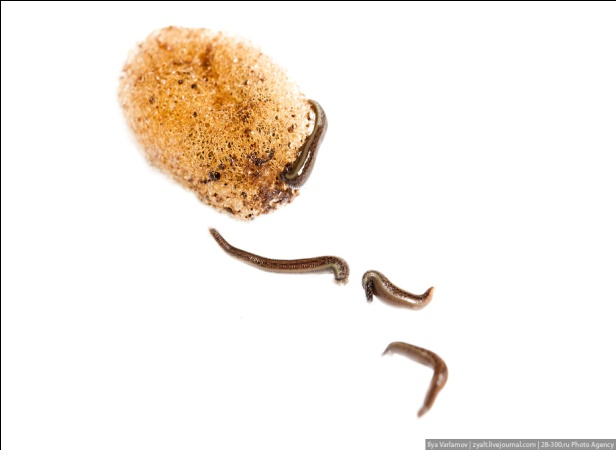 Ilya Varlamov | zyalt.livejournal.com | 28-300.ru Photo Agency